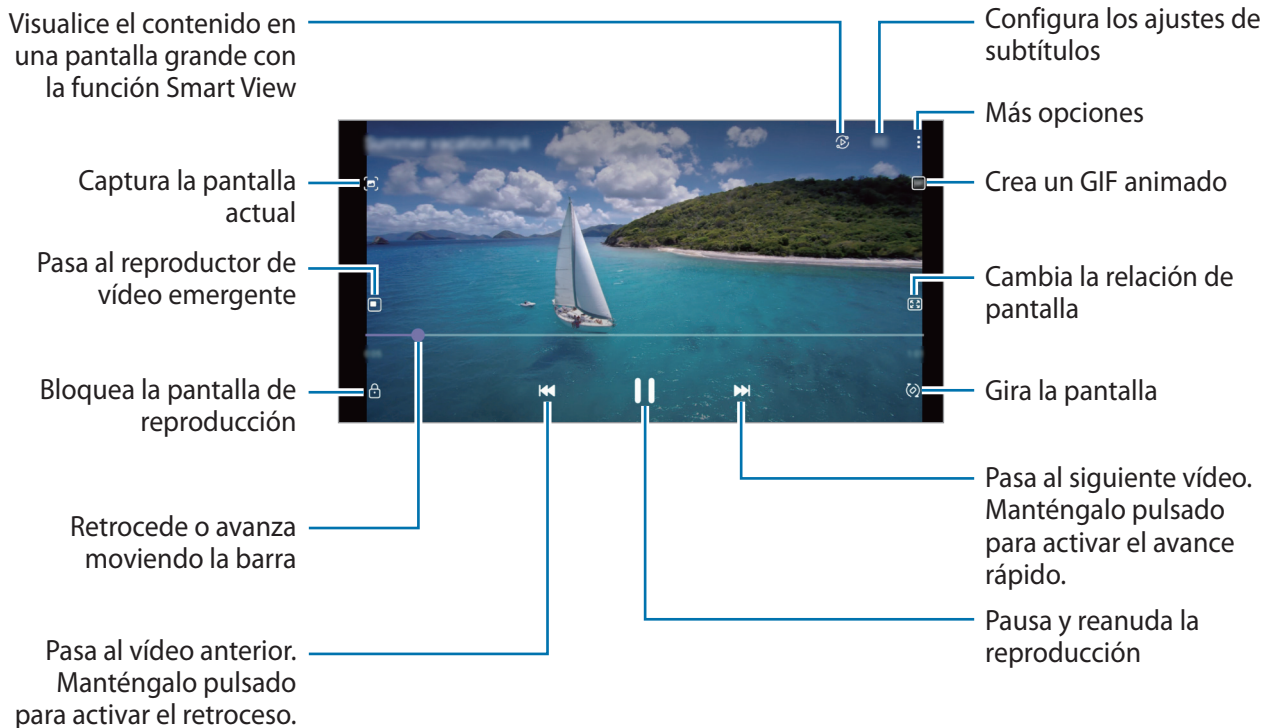 Visualice el contenido en
una pantalla grande con
la función Smart View
Configura los ajustes de
subtítulos
Más opciones
Captura la pantalla
actual
Crea un GIF animado
Pasa al reproductor de
vídeo emergente
Cambia la relación de
pantalla
Bloquea la pantalla de
reproducción
Gira la pantalla
Retrocede o avanza
moviendo la barra
Pasa al siguiente vídeo.
Manténgalo pulsado
para activar el avance
rápido.
Pausa y reanuda la
reproducción
Pasa al vídeo anterior.
Manténgalo pulsado
para activar el retroceso.